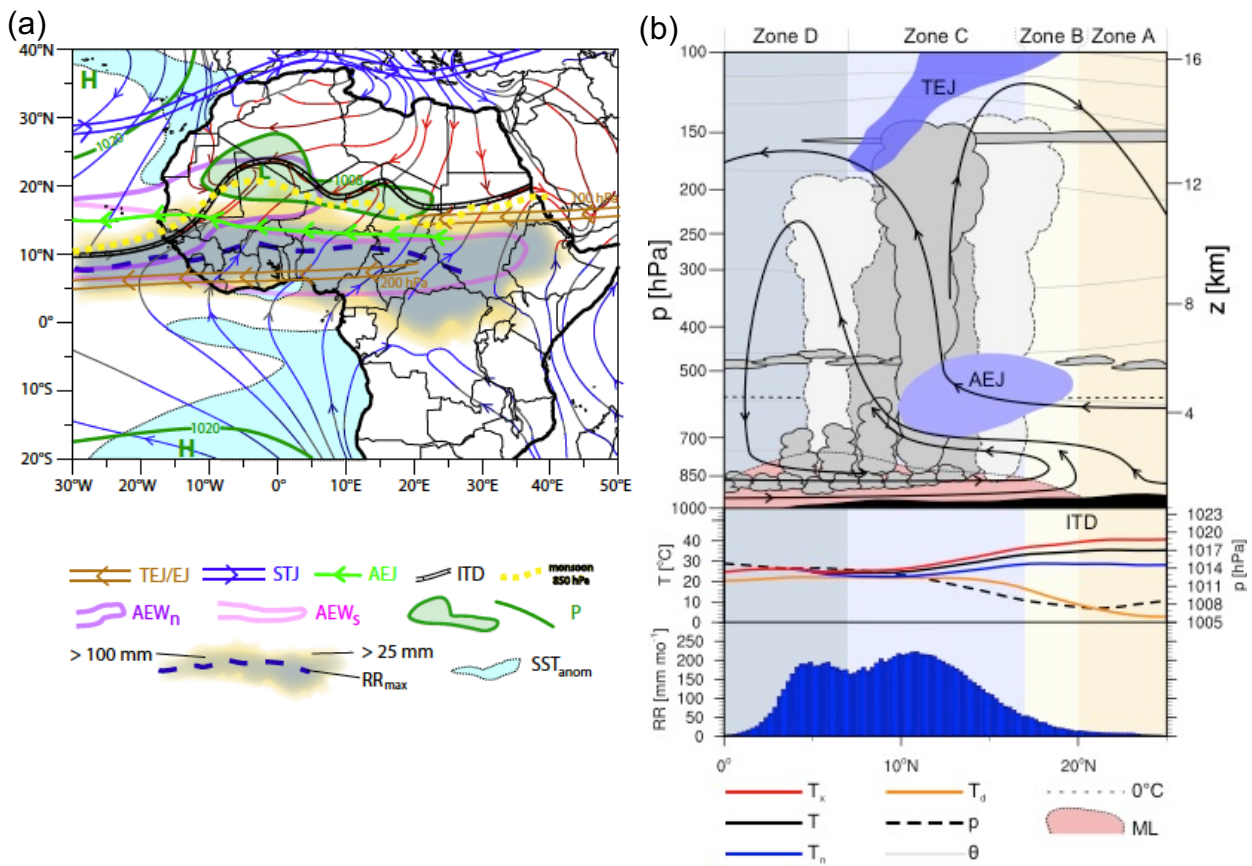 (a)
40°N
30°N
20°N
10°N
0°
10°S
20°S
30°W
20°W
10°W
0°
10°E
20°E
30°E
40°E
50°E
H
1020
L
1008
100 hPa
200 hPa
1020
H
TEJ/EJ
STJ
AEJ
ITD
monsoon
850 hPa
AEWn
AEWs
P
> 100 mm
> 25 mm
RRmax
SSTanom
(b)
Zone D
Zone C
Zone B
Zone A
p [hPa]
100
150
200
250
300
400
500
700
850
1000
z [km]
16
12
8
4
TEJ
AEJ
ITD
T [°C]
40
30
20
10
0
p [hPa]
1023
1020
1017
1014
1011
1008
1005
RR [mm mo⁻¹]
200
250
150
100
50
0
0°
10°N
20°N
Tx
Td
0°C
T
p
ML
Tn
θ